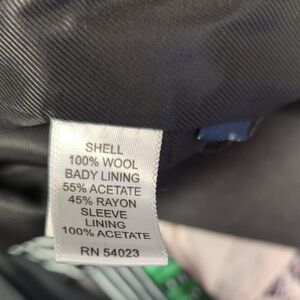 SHELL
100% WOOL
BADY LINING
55% ACETATE
45% RAYON
SLEEVE
LINING
100% ACETATE
RN 54023